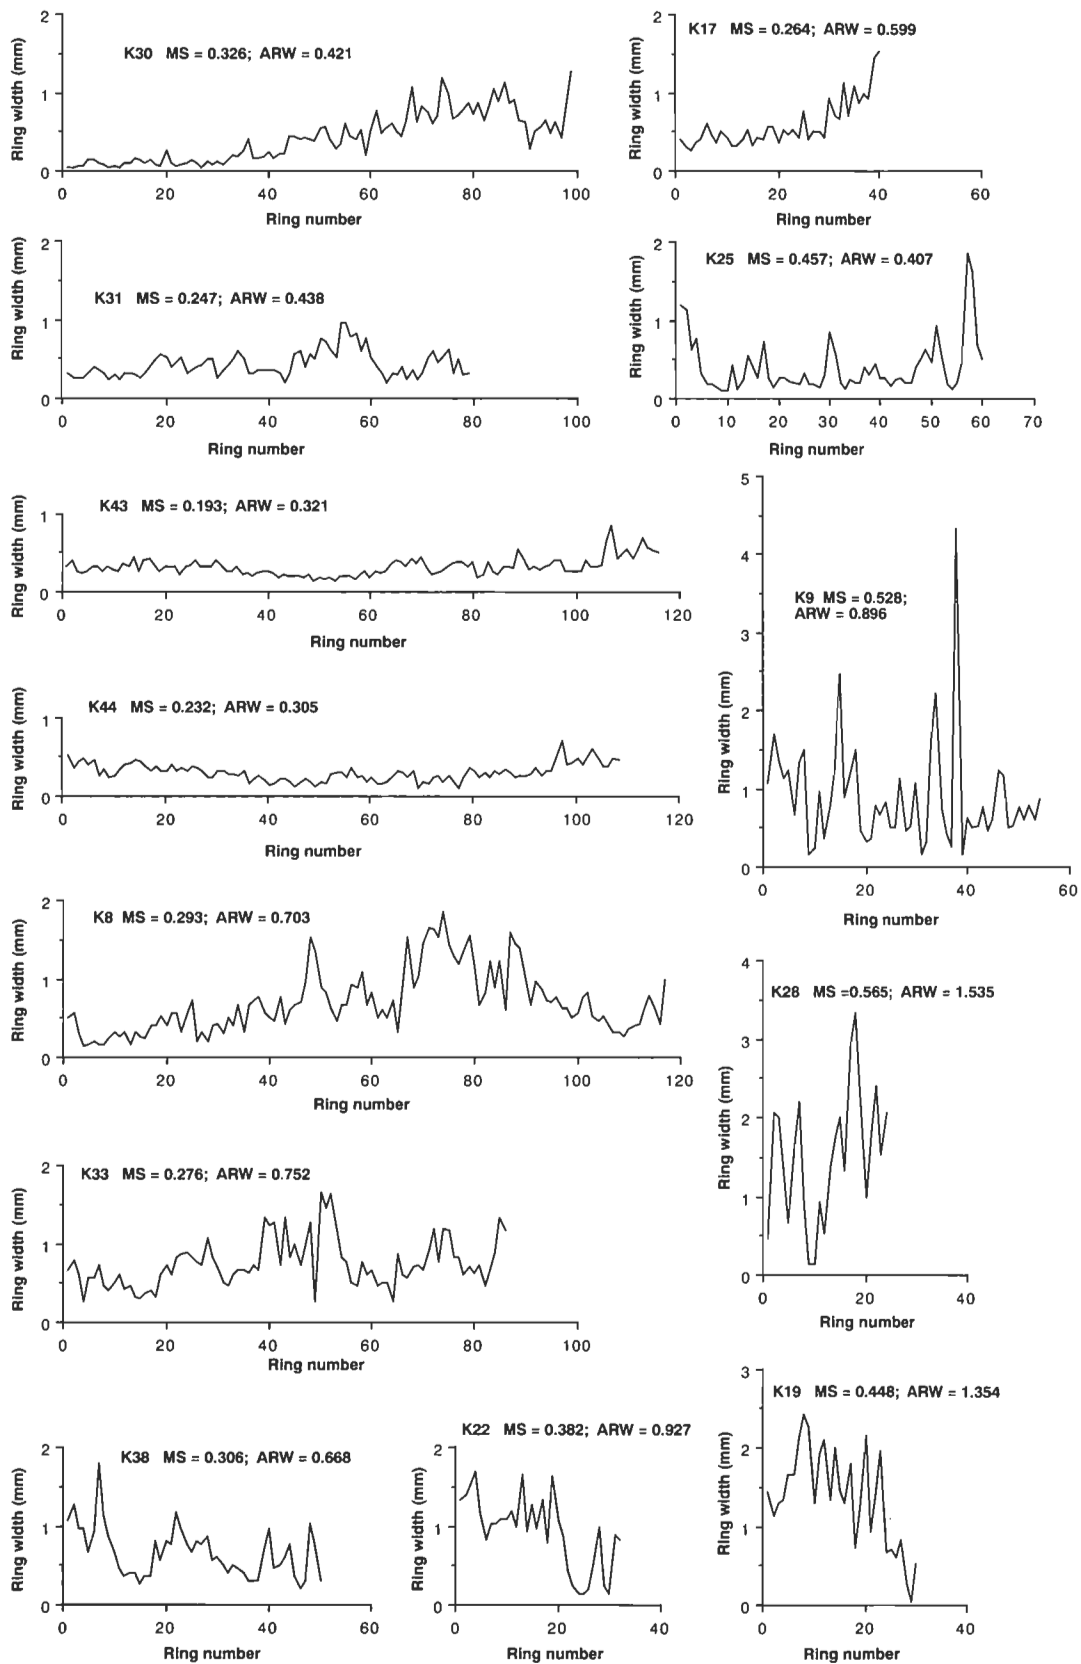 K30 MS = 0.326; ARW = 0.421
Ring width (mm)
2
1
0
0 20 40 60 80 100
Ring number
K17 MS = 0.264; ARW = 0.599
Ring width (mm)
2
1
0
0 20 40 60
Ring number
K31 MS = 0.247; ARW = 0.438
Ring width (mm)
2
1
0
0 20 40 60 80 100
Ring number
K25 MS = 0.457; ARW = 0.407
Ring width (mm)
2
1
0
0 10 20 30 40 50 60 70
Ring number
K43 MS = 0.193; ARW = 0.321
Ring width (mm)
1
0
0 20 40 60 80 100 120
Ring number
K9 MS = 0.528;
ARW = 0.896
Ring width (mm)
5
4
3
2
1
0
0 20 40 60
Ring number
K44 MS = 0.232; ARW = 0.305
Ring width (mm)
1
0
0 20 40 60 80 100 120
Ring number
K8 MS = 0.293; ARW = 0.703
Ring width (mm)
2
1
0
0 20 40 60 80 100 120
Ring number
K28 MS =0.565; ARW = 1.535
Ring width (mm)
4
3
2
1
0
0 20 40
Ring number
K33 MS = 0.276; ARW = 0.752
Ring width (mm)
2
1
0
0 20 40 60 80 100
Ring number
K38 MS = 0.306; ARW = 0.668
Ring width (mm)
2
1
0
0 20 40 60
Ring number
K22 MS = 0.382; ARW = 0.927
Ring width (mm)
2
1
0
0 20 40
Ring number
K19 MS = 0.448; ARW = 1.354
Ring width (mm)
3
2
1
0
0 20 40
Ring number